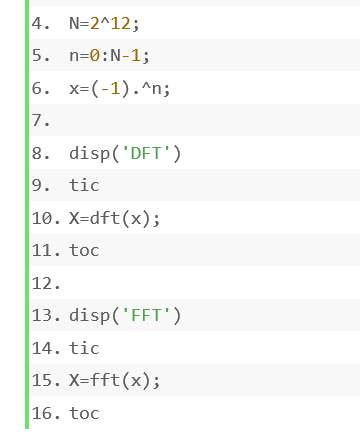 4. N=2^12;
5. n=0:N-1;
6. x=(-1).^n;
7.
8. disp('DFT')
9. tic
10. X=dft(x);
11. toc
12.
13. disp('FFT')
14. tic
15. X=fft(x);
16. toc